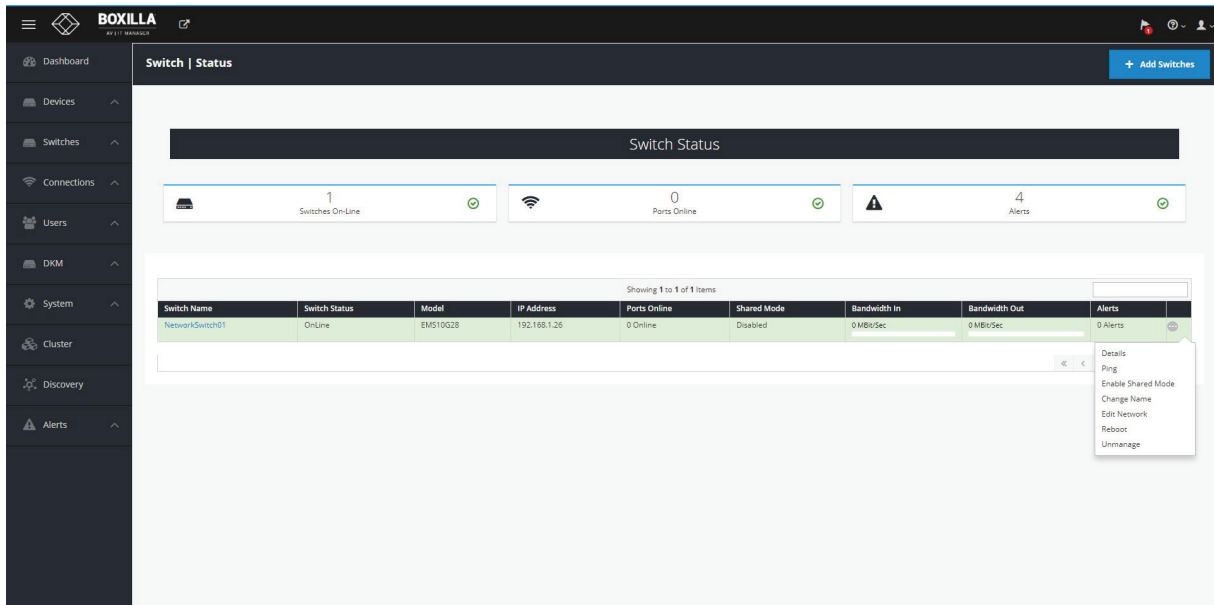 BOXILLA
AV | IT MANAGER
1
Dashboard
Switch | Status
+ Add Switches
Devices
Switches
Connections
Users
DKM
System
Cluster
Discovery
Alerts
Switch Status
1
Switches On-Line
0
Ports Online
4
Alerts
Showing 1 to 1 of 1 Items
Switch Name Switch Status Model IP Address Ports Online Shared Mode Bandwidth In Bandwidth Out Alerts
NetworkSwitch01 OnLine EMS10G28 192.168.1.26 0 Online Disabled 0 MBit/Sec 0 MBit/Sec 0 Alerts
Details
Ping
Enable Shared Mode
Change Name
Edit Network
Reboot
Unmanage